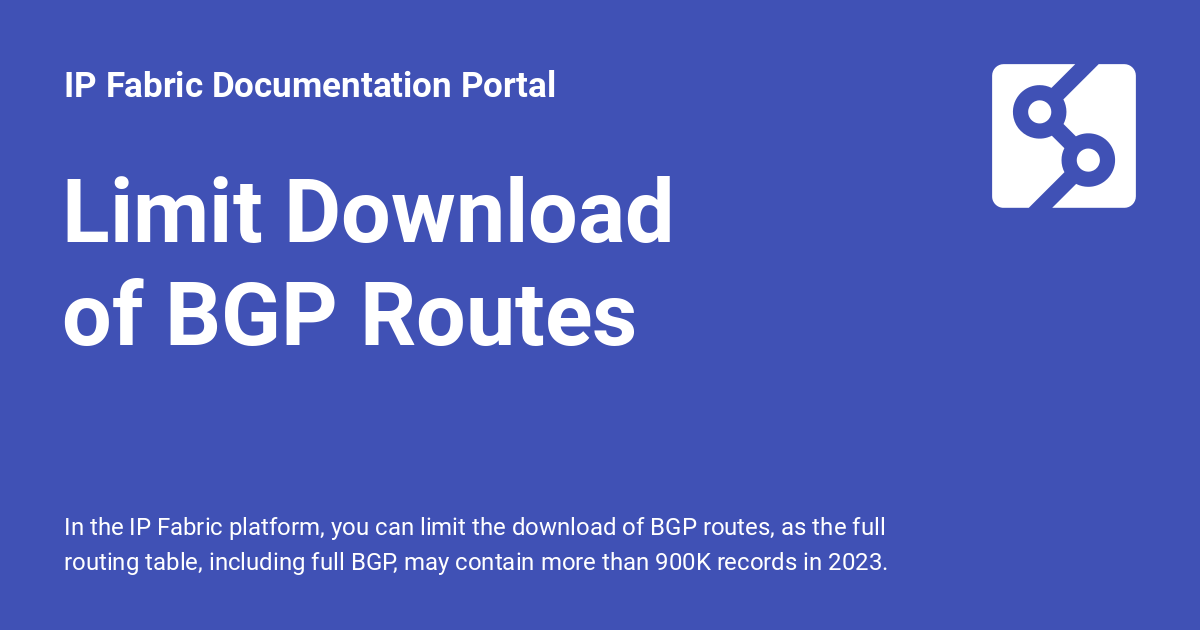 IP Fabric Documentation Portal
Limit Download
of BGP Routes
In the IP Fabric platform, you can limit the download of BGP routes, as the full
routing table, including full BGP, may contain more than 900K records in 2023.